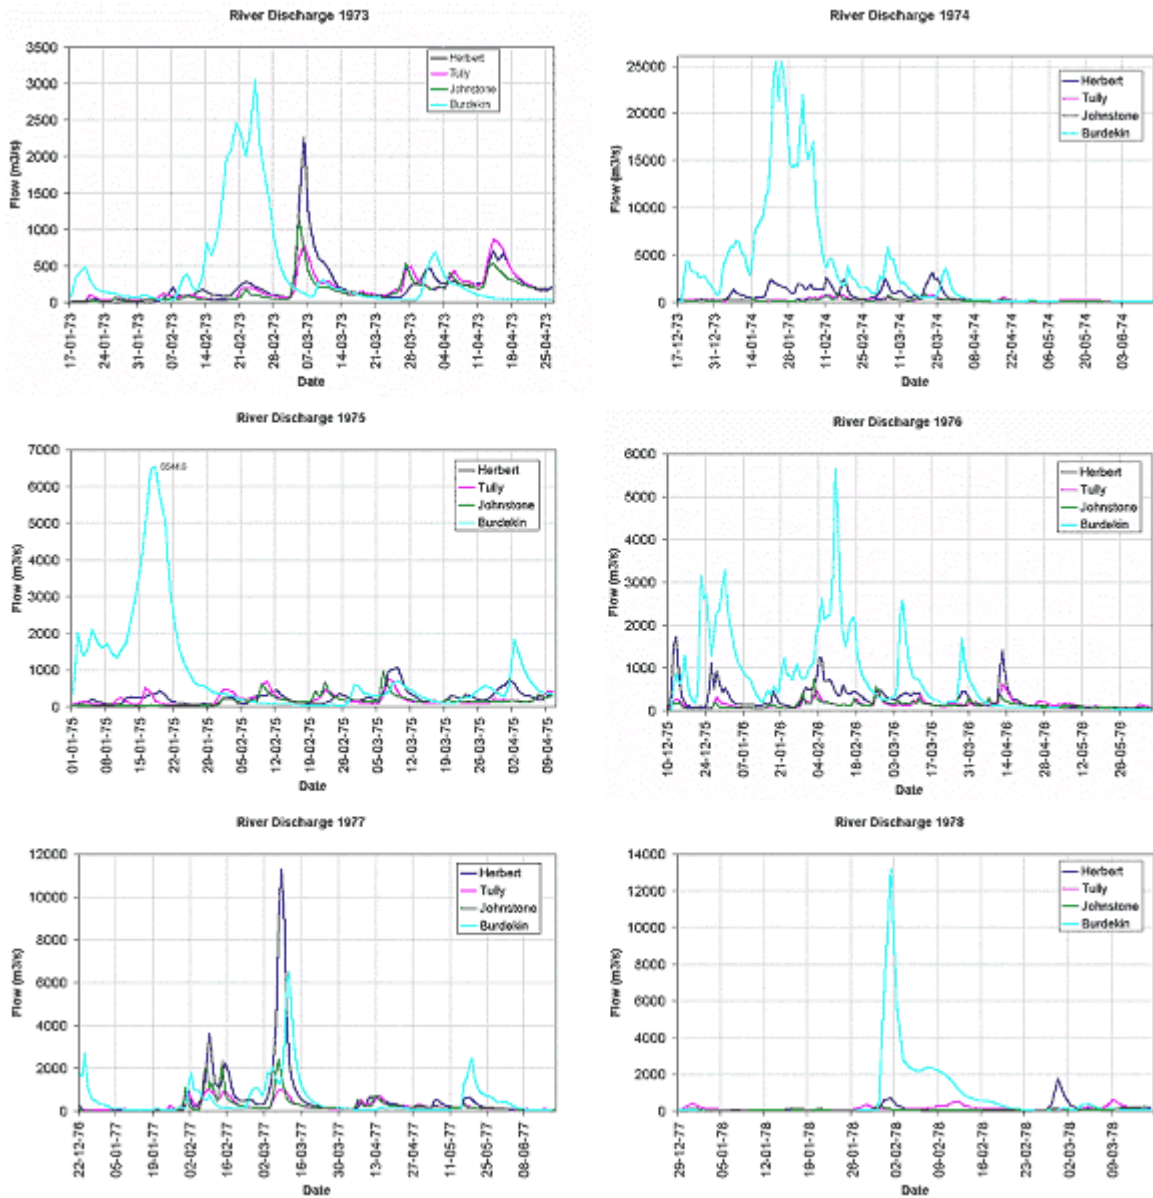 River Discharge 1973
3500
3000
2500
2000
1500
1000
500
0
Flow (m3/s)
Herbert
Tully
Johnstone
Burdekin
17-01-73
24-01-73
31-01-73
07-02-73
14-02-73
21-02-73
28-02-73
07-03-73
14-03-73
21-03-73
28-03-73
04-04-73
11-04-73
18-04-73
25-04-73
Date
River Discharge 1974
25000
20000
15000
10000
5000
0
Flow (m3/s)
Herbert
Tully
Johnstone
Burdekin
17-12-73
31-12-73
14-01-74
28-01-74
11-02-74
25-02-74
11-03-74
25-03-74
08-04-74
22-04-74
06-05-74
20-05-74
03-06-74
Date
River Discharge 1975
7000
6000
5000
4000
3000
2000
1000
0
Flow (m3/s)
6544.6
Herbert
Tully
Johnstone
Burdekin
01-01-75
08-01-75
15-01-75
22-01-75
29-01-75
05-02-75
12-02-75
19-02-75
26-02-75
05-03-75
12-03-75
19-03-75
26-03-75
02-04-75
09-04-75
Date
River Discharge 1976
6000
5000
4000
3000
2000
1000
0
Flow (m3/s)
Herbert
Tully
Johnstone
Burdekin
10-12-75
24-12-75
07-01-76
21-01-76
04-02-76
18-02-76
03-03-76
17-03-76
31-03-76
14-04-76
28-04-76
12-05-76
26-05-76
Date
River Discharge 1977
12000
10000
8000
6000
4000
2000
0
Flow (m3/s)
Herbert
Tully
Johnstone
Burdekin
22-12-76
05-01-77
19-01-77
02-02-77
16-02-77
02-03-77
16-03-77
30-03-77
13-04-77
27-04-77
11-05-77
25-05-77
08-06-77
Date
River Discharge 1978
14000
12000
10000
8000
6000
4000
2000
0
Flow (m3/s)
Herbert
Tully
Johnstone
Burdekin
29-12-77
05-01-78
12-01-78
19-01-78
26-01-78
02-02-78
09-02-78
16-02-78
23-02-78
02-03-78
09-03-78
Date